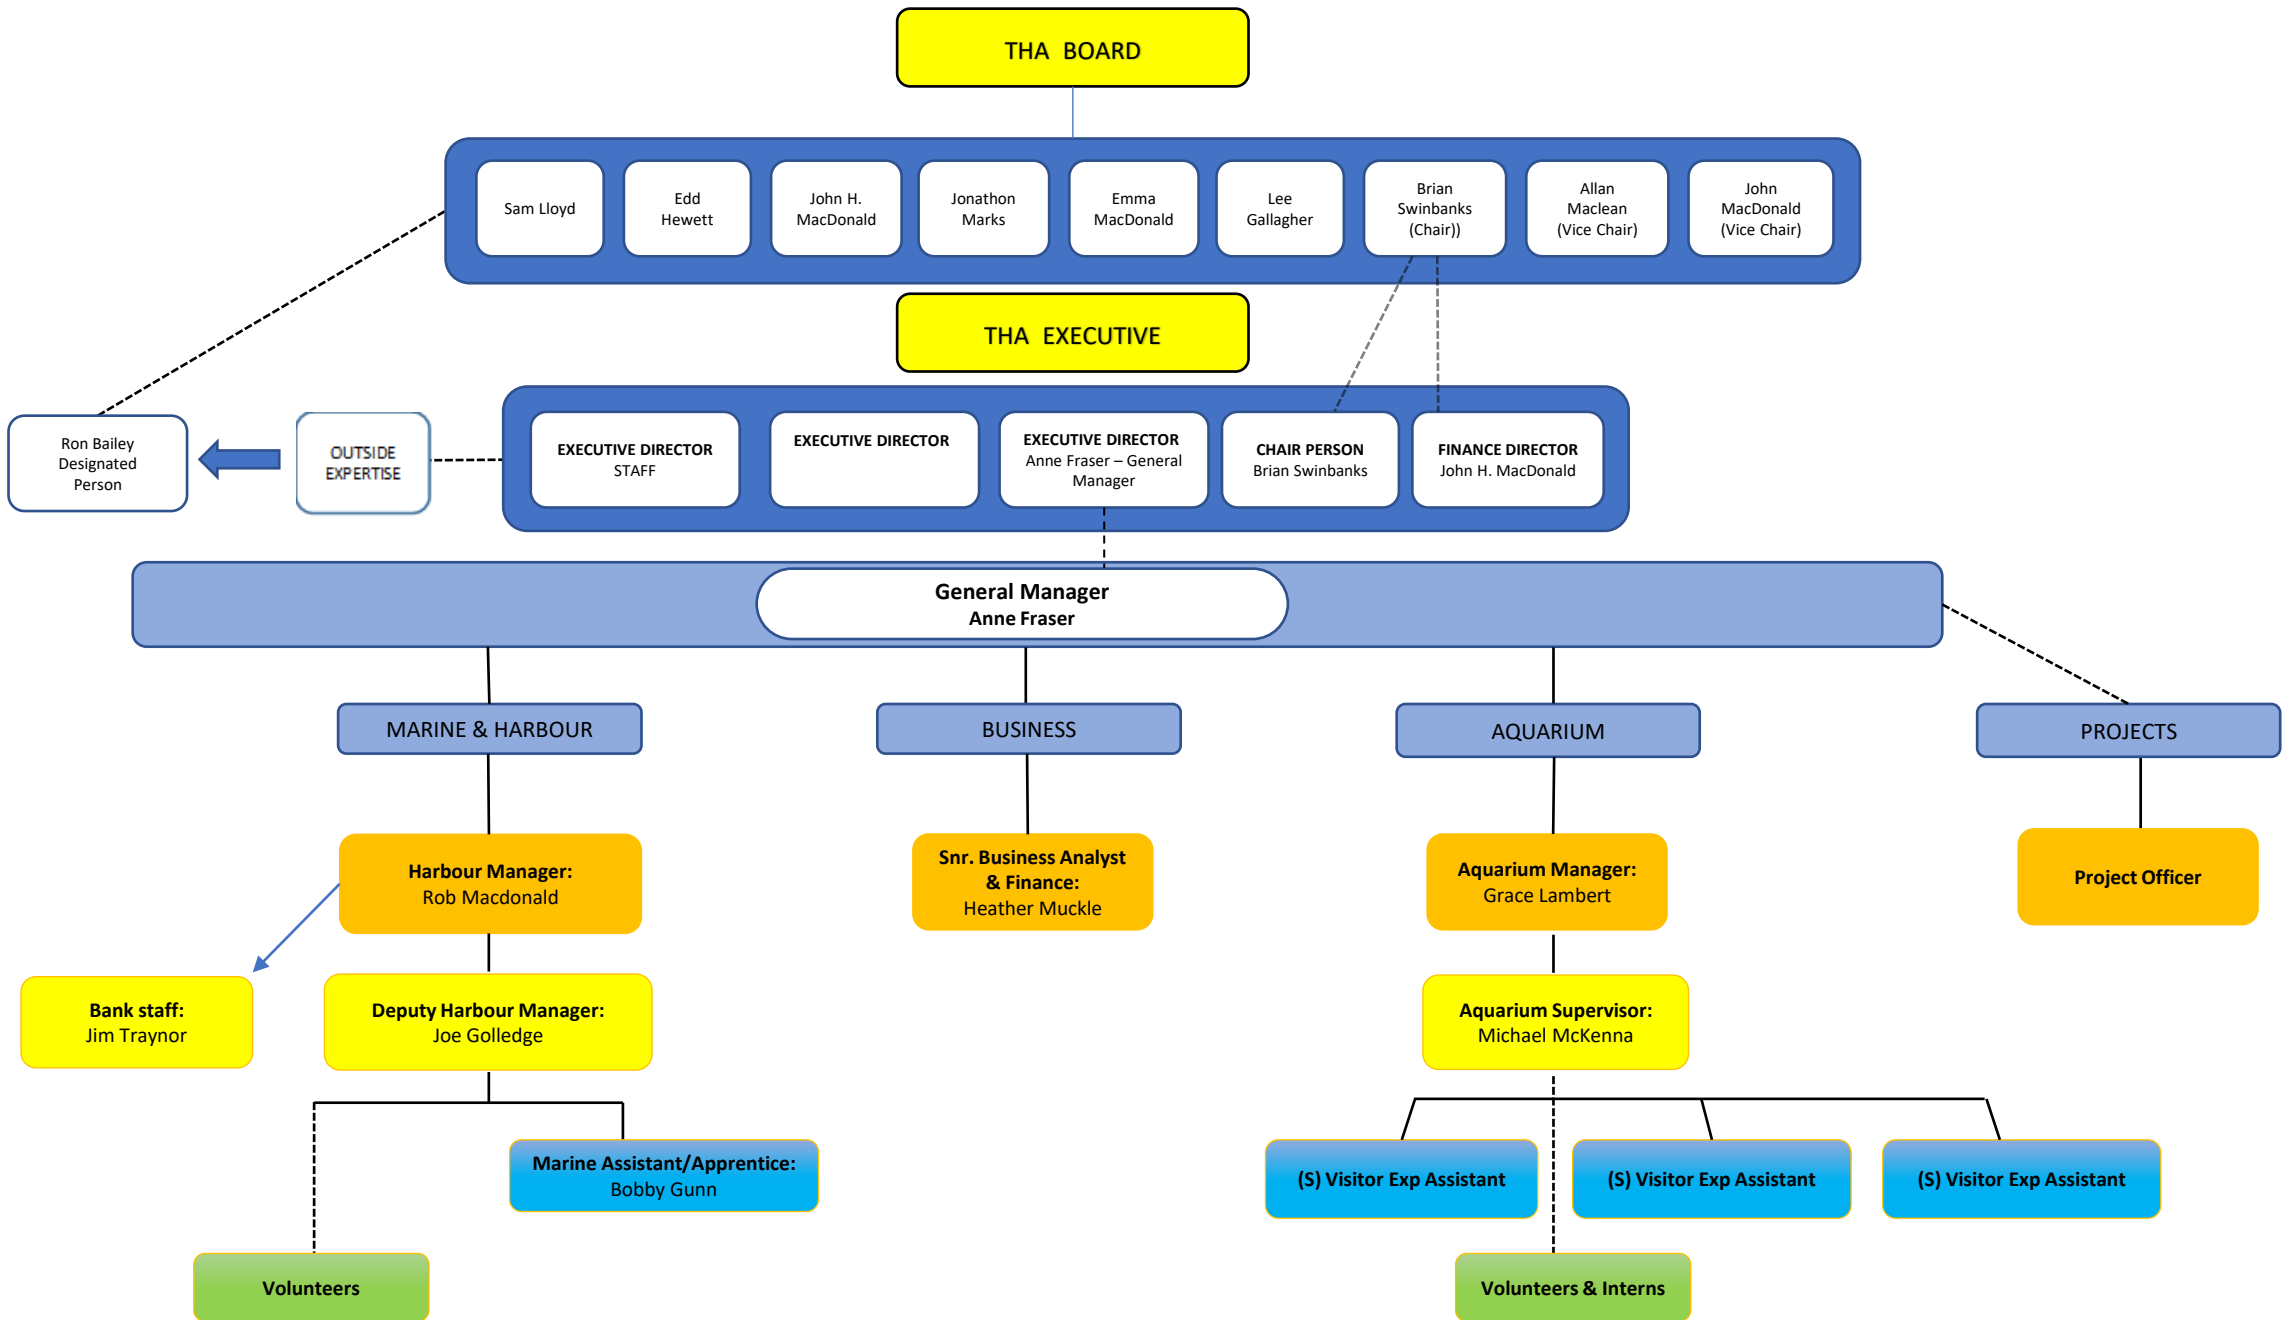 THA  BOARD
Sam Lloyd
Edd
Hewett
John H.
MacDonald
Jonathon
Marks
Emma
MacDonald
Lee
Gallagher
Brian
Swinbanks
(Chair))
Allan
Maclean
(Vice Chair)
John
MacDonald
(Vice Chair)
THA  EXECUTIVE
Ron Bailey
Designated
Person
OUTSIDE
EXPERTISE
EXECUTIVE DIRECTOR
STAFF
EXECUTIVE DIRECTOR
EXECUTIVE DIRECTOR
Anne Fraser – General
Manager
CHAIR PERSON
Brian Swinbanks
FINANCE DIRECTOR
John H. MacDonald
General Manager
Anne Fraser
MARINE & HARBOUR
BUSINESS
AQUARIUM
PROJECTS
Harbour Manager:
Rob Macdonald
Snr. Business Analyst
& Finance:
Heather Muckle
Aquarium Manager:
Grace Lambert
Project Officer
Bank staff:
Jim Traynor
Deputy Harbour Manager:
Joe Golledge
Aquarium Supervisor:
Michael McKenna
Marine Assistant/Apprentice:
Bobby Gunn
(S) Visitor Exp Assistant
(S) Visitor Exp Assistant
(S) Visitor Exp Assistant
Volunteers
Volunteers & Interns